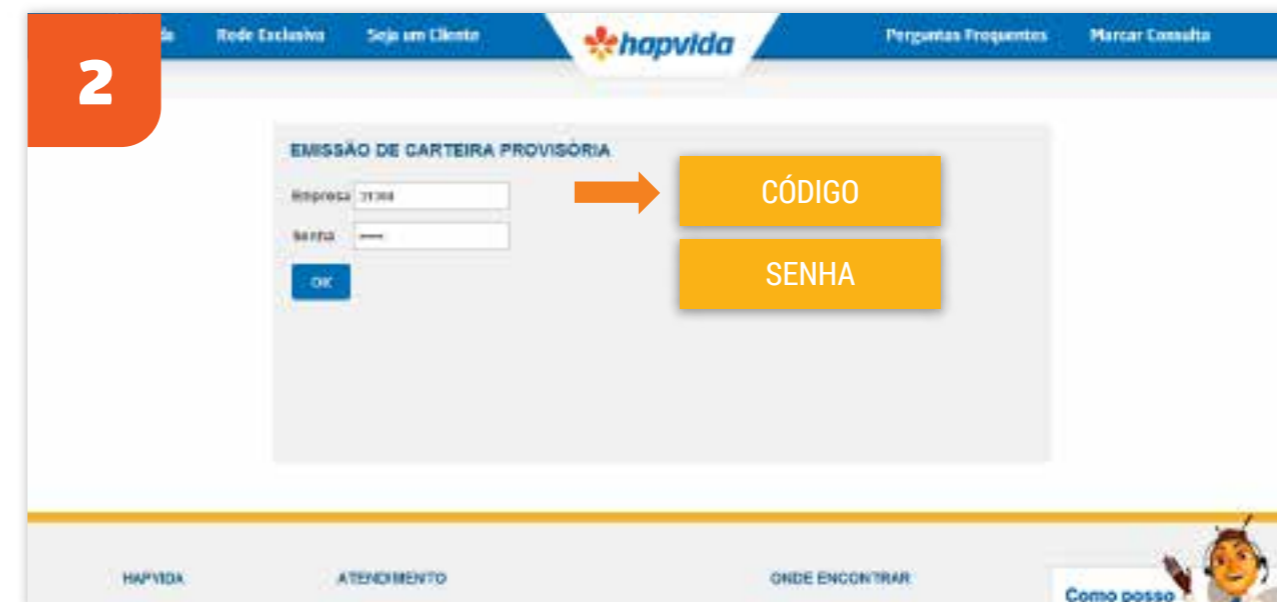 2
Rede Exclusiva Seja um Cliente hapvida Perguntas Frequentes Marcar Consulta
EMISSÃO DE CARTEIRA PROVISÓRIA
Empresa
Senha
OK
CÓDIGO
SENHA
HAPVIDA ATENDIMENTO ONDE ENCONTRAR
Como posso